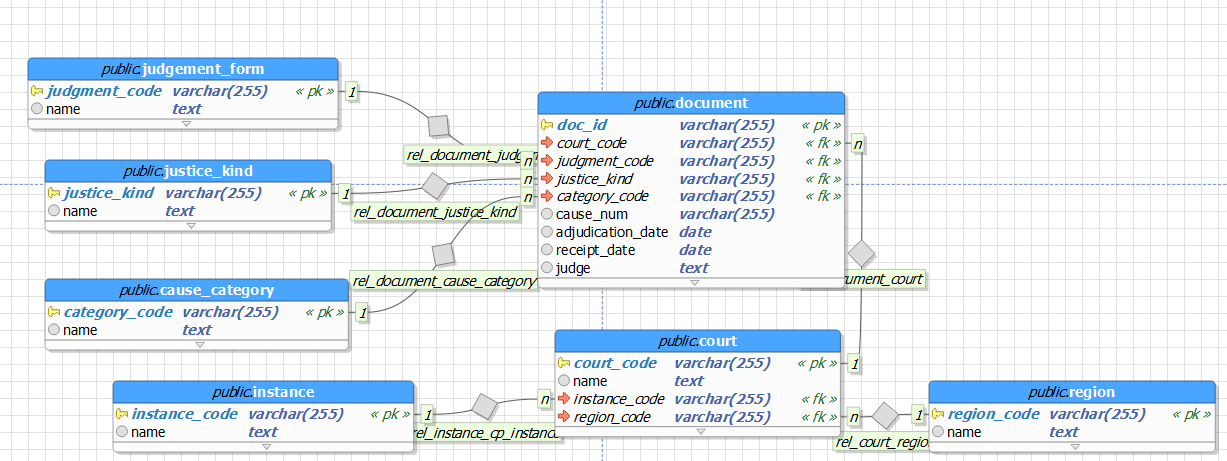 public.judgement_form
judgment_code varchar(255) « pk »
name text
1
rel_document_judgm
n
public.justice_kind
justice_kind varchar(255) « pk »
name text
1
rel_document_justice_kind
n
public.cause_category
category_code varchar(255) « pk »
name text
1
rel_document_cause_category
n
public.document
doc_id varchar(255) « pk »
court_code varchar(255) « fk »
judgment_code varchar(255) « fk »
justice_kind varchar(255) « fk »
category_code varchar(255) « fk »
cause_num varchar(255)
adjudication_date date
receipt_date date
judge text
n
cument_court
1
public.court
court_code varchar(255) « pk »
name text
instance_code varchar(255) « fk »
region_code varchar(255) « fk »
public.instance
instance_code varchar(255) « pk »
name text
1
n
rel_instance_cp_instance
n
1
rel_court_regio
public.region
region_code varchar(255) « pk »
name text